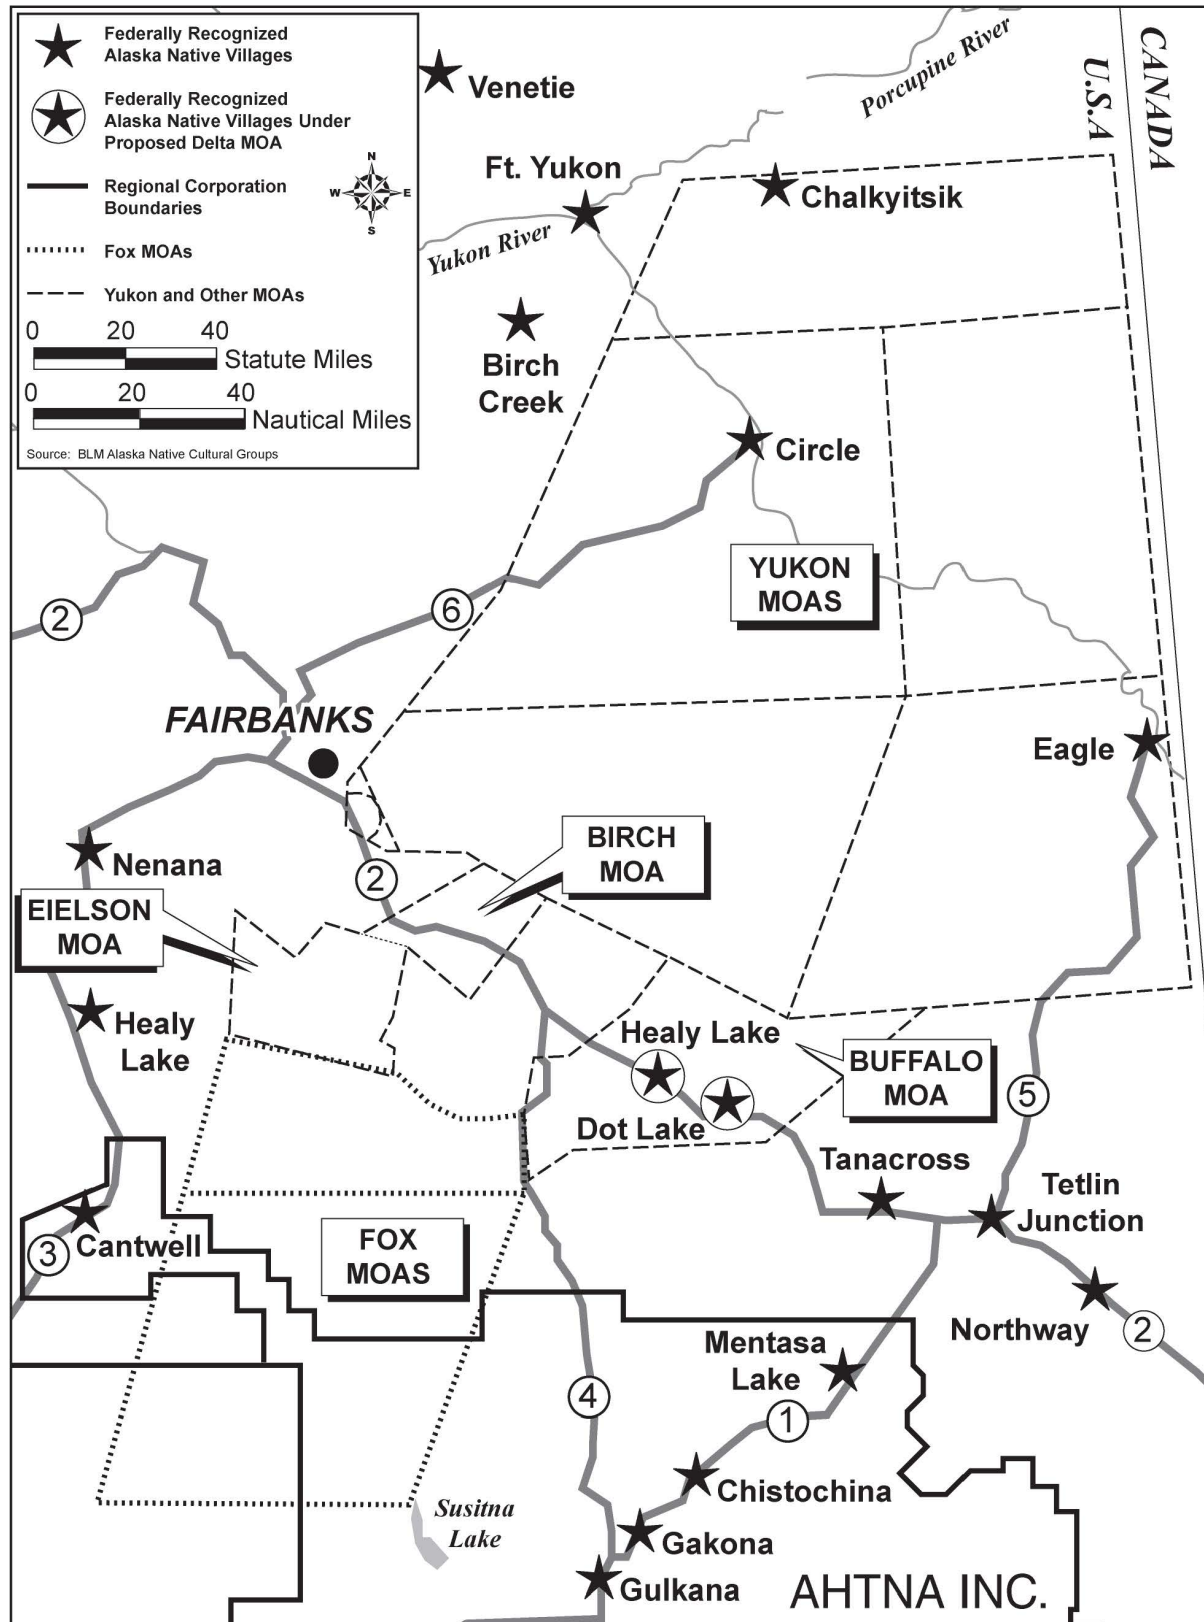 Federally Recognized
Alaska Native Villages
Federally Recognized
Alaska Native Villages Under
Proposed Delta MOA
Regional Corporation
Boundaries
Fox MOAs
Yukon and Other MOAs
N
W E
S
0 20 40
Statute Miles
0 20 40
Nautical Miles
Source: BLM Alaska Native Cultural Groups
Venetie
Porcupine River
CANADA
U.S.A
Ft. Yukon
Chalkyitsik
Yukon River
Birch
Creek
Circle
YUKON
MOAS
2
6
FAIRBANKS
Eagle
BIRCH
MOA
Nenana
2
EIELSON
MOA
Healy
Lake
Healy Lake
BUFFALO
MOA
5
Dot Lake
Tanacross
Tetlin
Junction
3
Cantwell
FOX
MOAS
Northway
2
Mentasa
Lake
4
1
Chistochina
Susitna
Lake
Gakona
Gulkana
AHTNA INC.